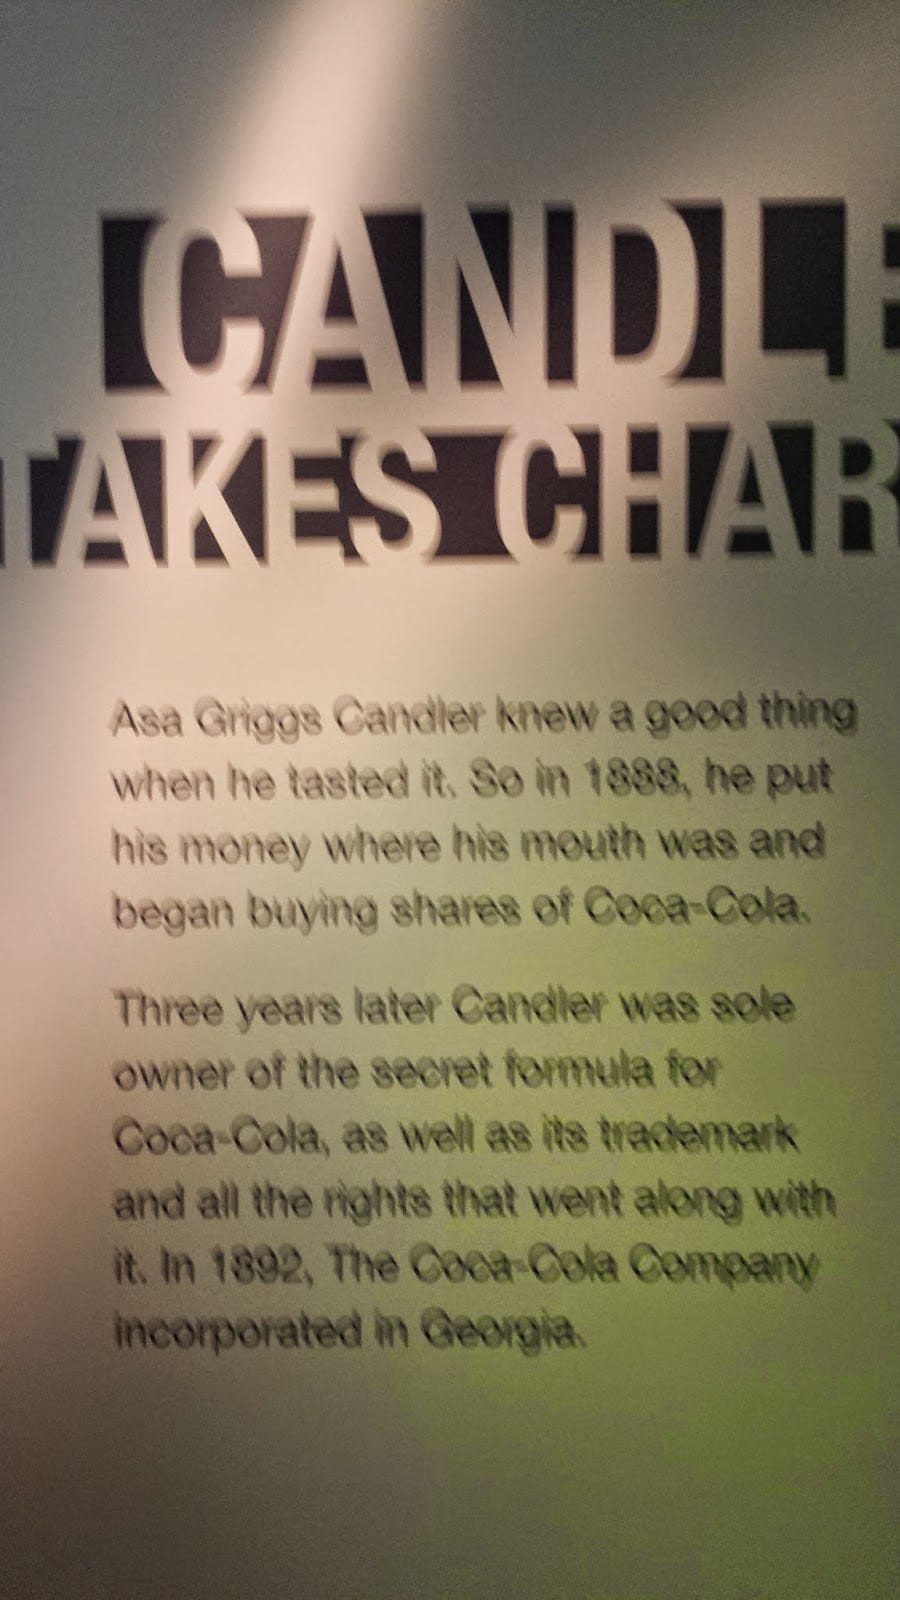 CANDLE
TAKES CHAR
Asa Griggs Candler knew a good thing
when he tasted it. So in 1888, he put
his money where his mouth was and
began buying shares of Coca-Cola.
Three years later Candler was sole
owner of the secret formula for
Coca-Cola, as well as its trademark
and all the rights that went along with
it. In 1892, The Coca-Cola Company
incorporated in Georgia.